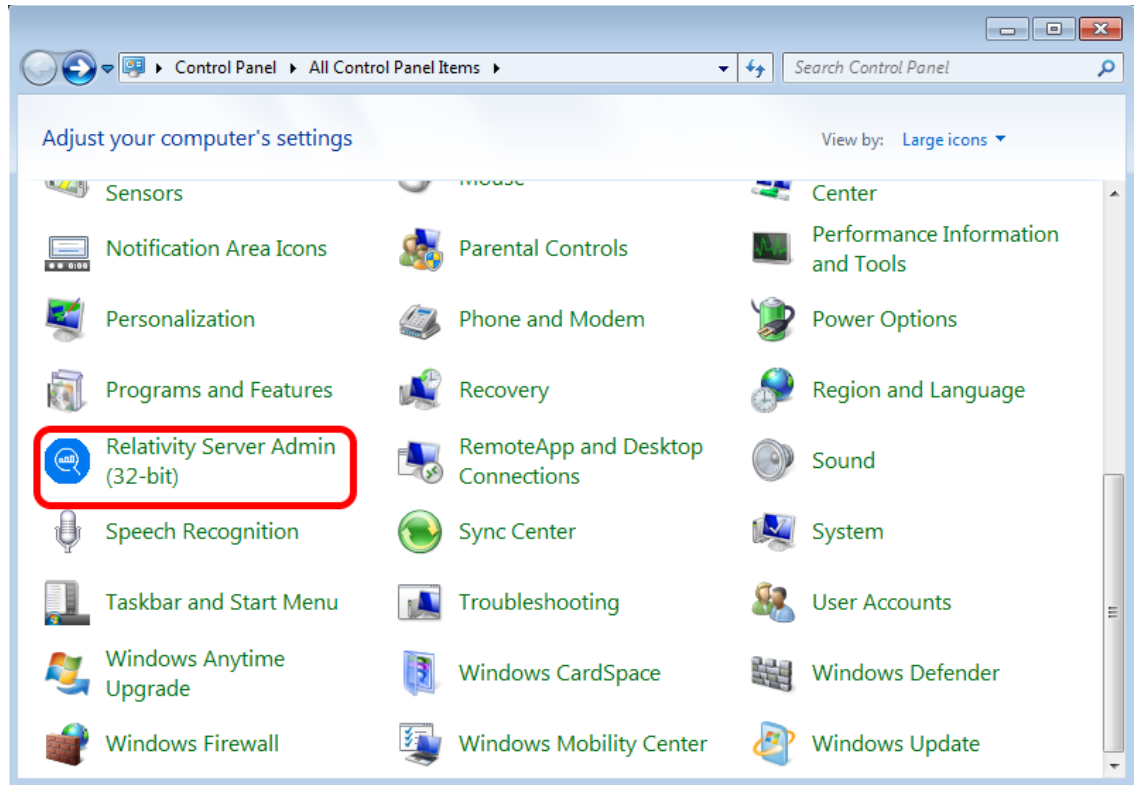 Control Panel All Control Panel Items Search Control Panel
Adjust your computer's settings View by: Large icons
Sensors Mouse Center
Notification Area Icons Parental Controls Performance Information
and Tools
Personalization Phone and Modem Power Options
Programs and Features Recovery Region and Language
Relativity Server Admin RemoteApp and Desktop Sound
(32-bit) Connections
Speech Recognition Sync Center System
Taskbar and Start Menu Troubleshooting User Accounts
Windows Anytime Windows CardSpace Windows Defender
Upgrade
Windows Firewall Windows Mobility Center Windows Update